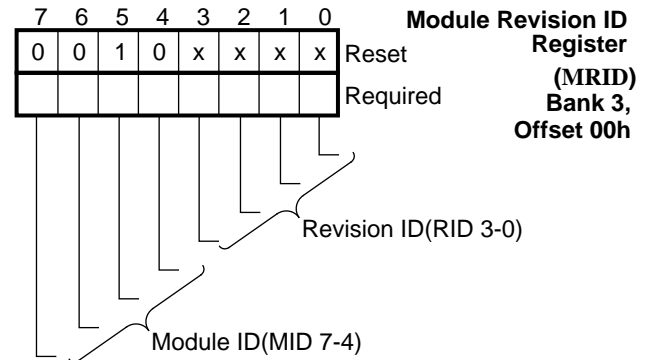 7 6 5 4 3 2 1 0
Module Revision ID
Register
(MRID)
Bank 3,
Offset 00h
0 0 1 0 x x x x Reset
Required
Revision ID(RID 3-0)
Module ID(MID 7-4)